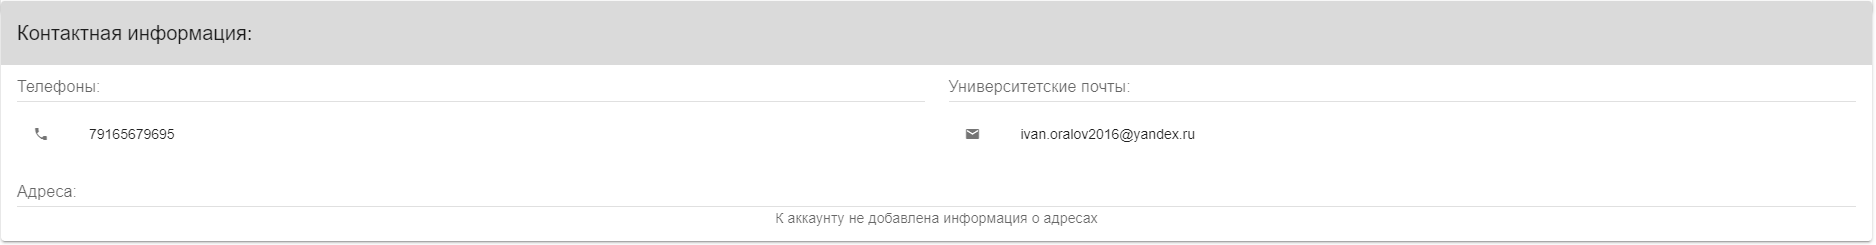 Контактная информация:
Телефоны:
79165679695
Университетские почты:
ivan.oralov2016@yandex.ru
Адреса:
К аккаунту не добавлена информация о адресах